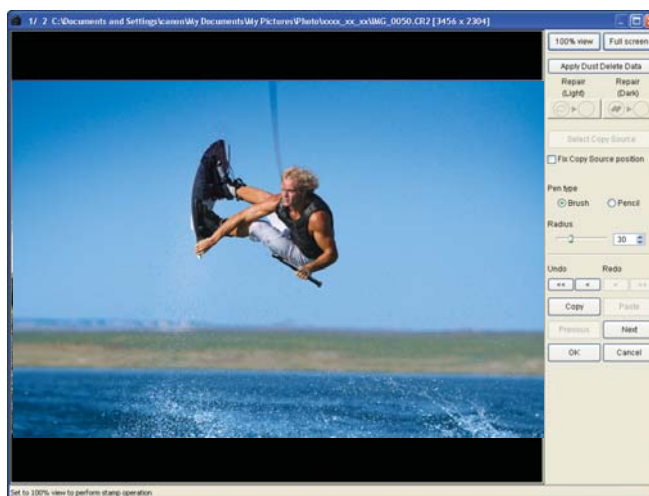 1/ 2 C:\Documents and Settings\canon\My Documents\My Pictures\Photo\xxxx_xx_xx\IMG_0050.CR2 [3456 x 2304]
100% view Full screen
Apply Dust Delete Data
Repair (Light) Repair (Dark)
Select Copy Source
Fix Copy Source position
Pen type
Brush Pencil
Radius
30
Undo Redo
<< < > >>
Copy Paste
Previous Next
OK Cancel
Set to 100% view to perform stamp operation